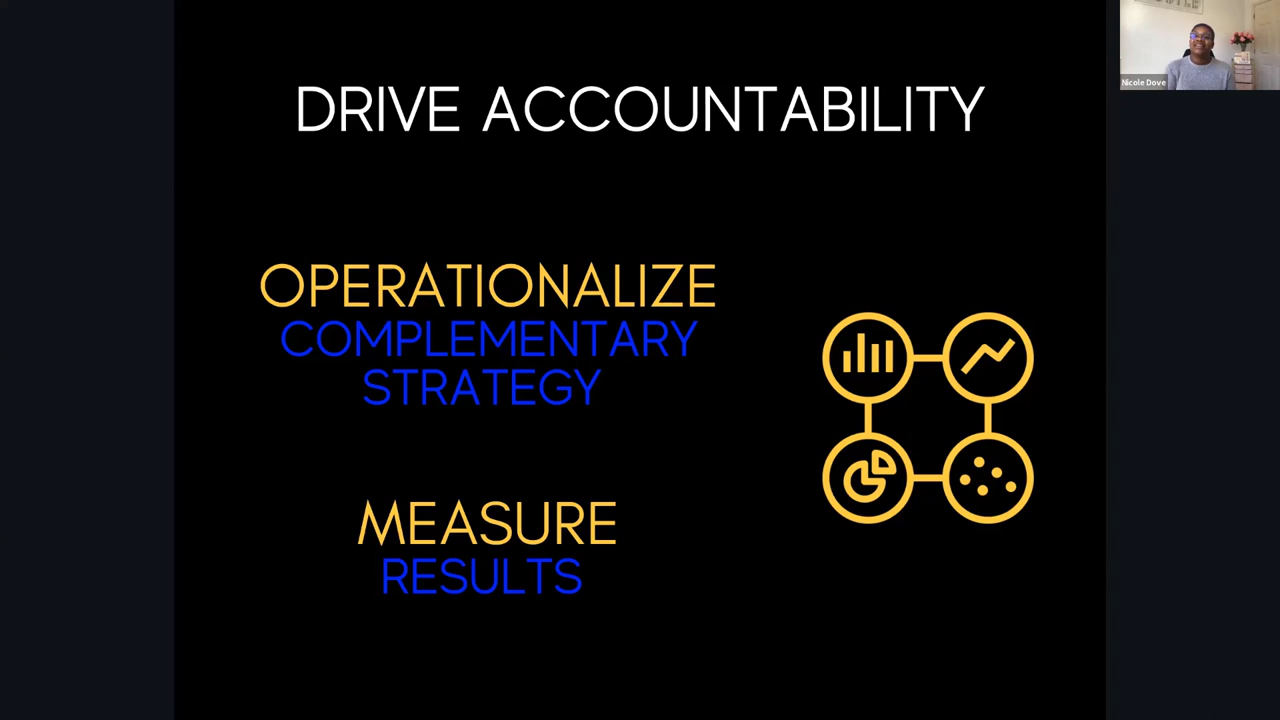 DRIVE ACCOUNTABILITY
OPERATIONALIZE
COMPLEMENTARY
STRATEGY
MEASURE
RESULTS
Nicole Dove